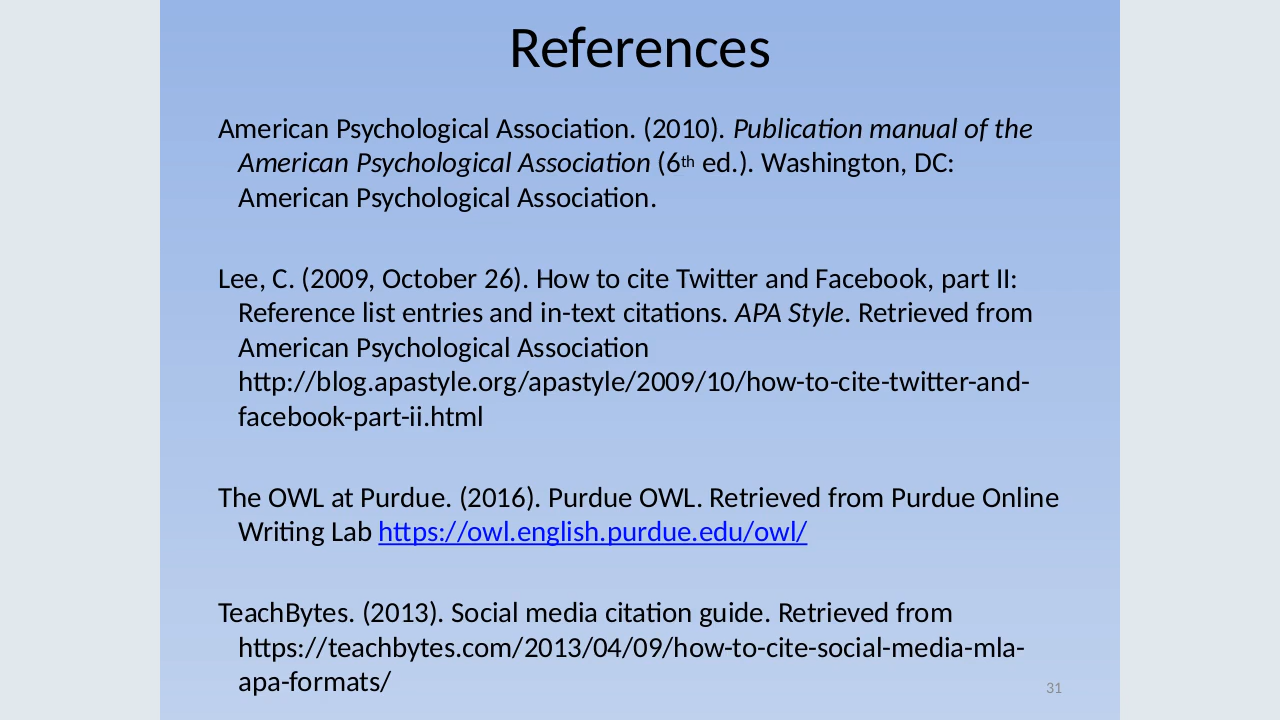 References
American Psychological Association. (2010). Publication manual of the
American Psychological Association (6th ed.). Washington, DC:
American Psychological Association.
Lee, C. (2009, October 26). How to cite Twitter and Facebook, part II:
Reference list entries and in-text citations. APA Style. Retrieved from
American Psychological Association
http://blog.apastyle.org/apastyle/2009/10/how-to-cite-twitter-and-
facebook-part-ii.html
The OWL at Purdue. (2016). Purdue OWL. Retrieved from Purdue Online
Writing Lab https://owl.english.purdue.edu/owl/
TeachBytes. (2013). Social media citation guide. Retrieved from
https://teachbytes.com/2013/04/09/how-to-cite-social-media-mla-
apa-formats/
31